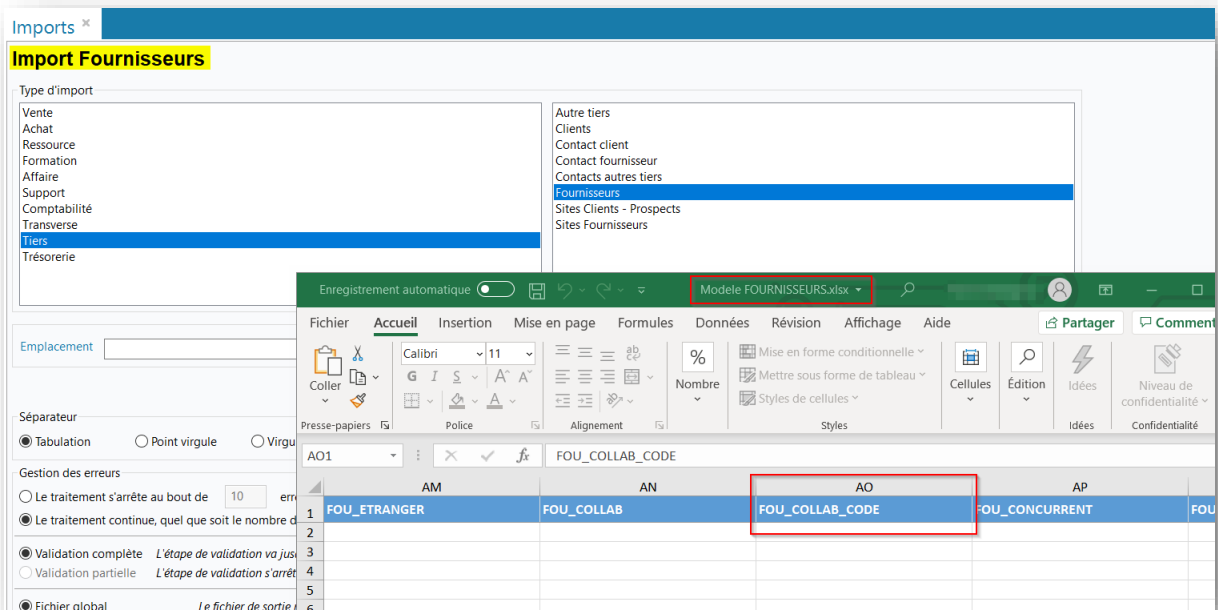 Imports ×
Import Fournisseurs
Type d'import
Vente
Achat
Ressource
Formation
Affaire
Support
Comptabilité
Transverse
Tiers
Trésorerie
Autre tiers
Clients
Contact client
Contact fournisseur
Contacts autres tiers
Fournisseurs
Sites Clients - Prospects
Sites Fournisseurs
Emplacement
Séparateur
Tabulation Point virgule Virgu
Gestion des erreurs
Le traitement s'arrête au bout de 10 err
Le traitement continue, quel que soit le nombre d
Validation complète L'étape de validation va jus
Validation partielle L'étape de validation s'arrêt
Fichier global Le fichier de sortie
Enregistrement automatique Modele FOURNISSEURS.xlsx
Fichier Accueil Insertion Mise en page Formules Données Révision Affichage Aide Partager Comment
Coller
Presse-papiers
Calibri 11
G I S A A
Police
ab
Alignement
%
Nombre
Mise en forme conditionnelle
Mettre sous forme de tableau
Styles de cellules
Styles
Cellules
Édition
Idées
Idées
Niveau de
confidentialité
Confidentialité
AO1 fx FOU_COLLAB_CODE
AM AN AO AP
1 FOU_ETRANGER FOU_COLLAB FOU_COLLAB_CODE FOU_CONCURRENT FOU
2
3
4
5
6